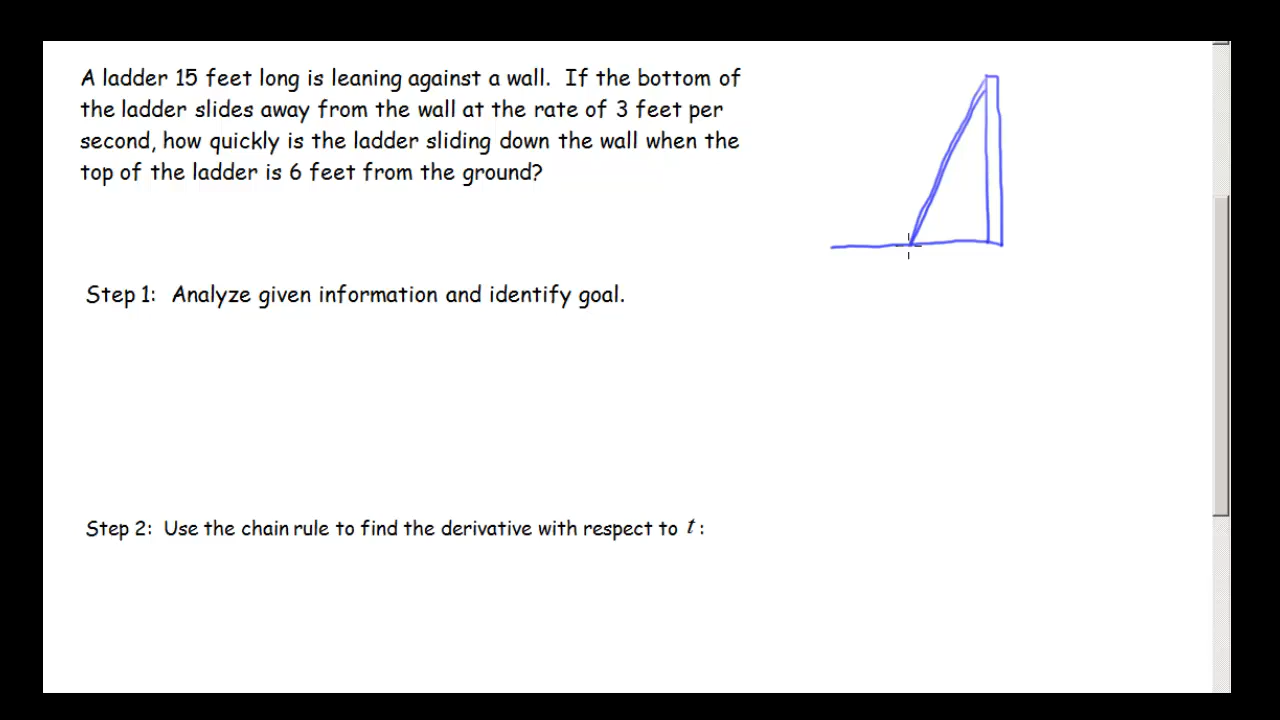 A ladder 15 feet long is leaning against a wall.  If the bottom of
the ladder slides away from the wall at the rate of 3 feet per
second, how quickly is the ladder sliding down the wall when the
top of the ladder is 6 feet from the ground?
Step 1:  Analyze given information and identify goal.
Step 2:  Use the chain rule to find the derivative with respect to t :